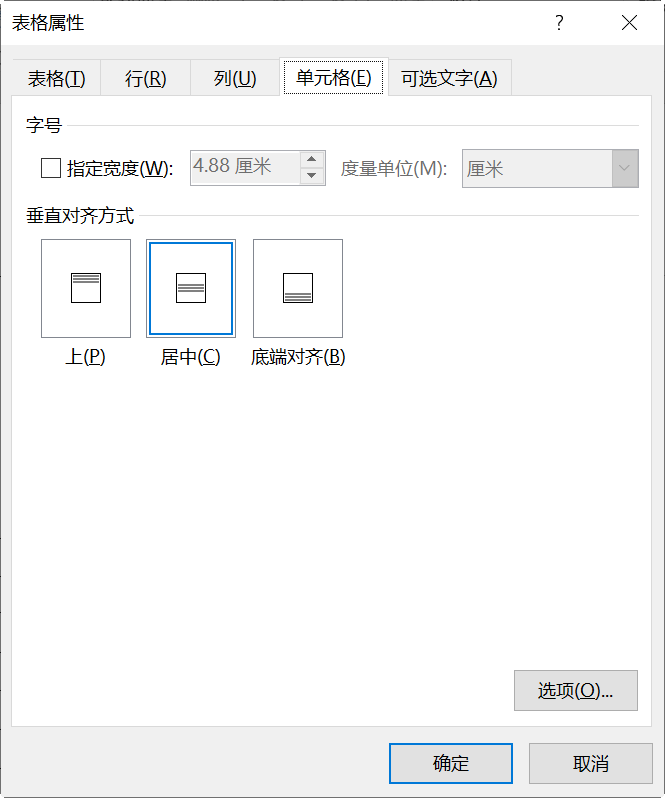 表格属性
表格(T) 行(R) 列(U) 单元格(E) 可选文字(A)
字号
指定宽度(W): 4.88 厘米 度量单位(M): 厘米
垂直对齐方式
上(P) 居中(C) 底端对齐(B)
选项(O)...
确定 取消